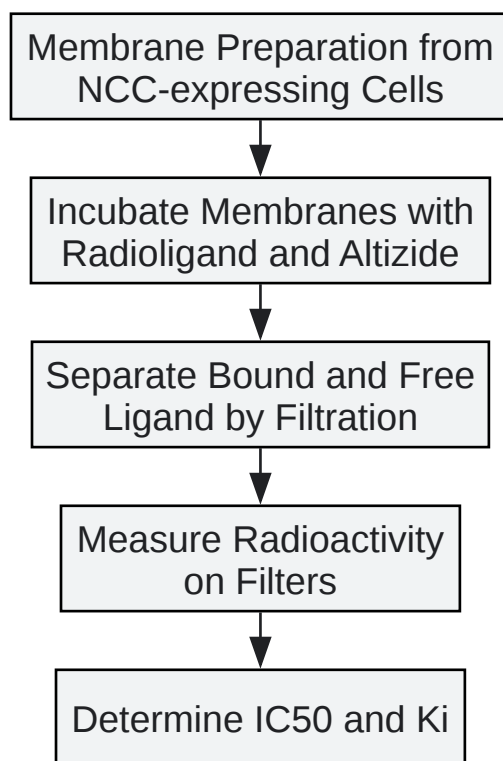 Membrane Preparation from
NCC-expressing Cells
Incubate Membranes with
Radioligand and Altizide
Separate Bound and Free
Ligand by Filtration
Measure Radioactivity
on Filters
Determine IC50 and Ki